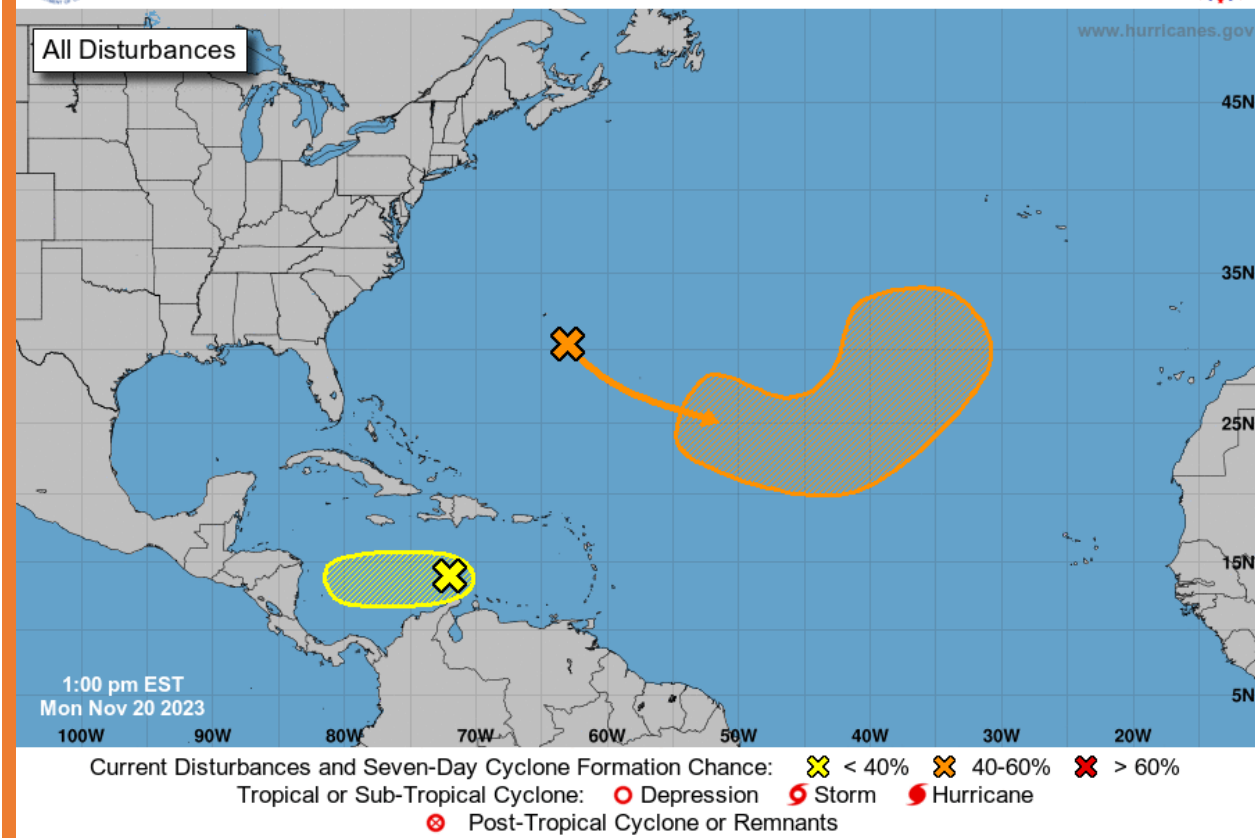 All Disturbances
www.hurricanes.gov
45N
35N
25N
15N
5N
1:00 pm EST
Mon Nov 20 2023
100W 90W 80W 70W 60W 50W 40W 30W 20W
Current Disturbances and Seven-Day Cyclone Formation Chance: < 40% 40-60% > 60%
Tropical or Sub-Tropical Cyclone: Depression Storm Hurricane
Post-Tropical Cyclone or Remnants